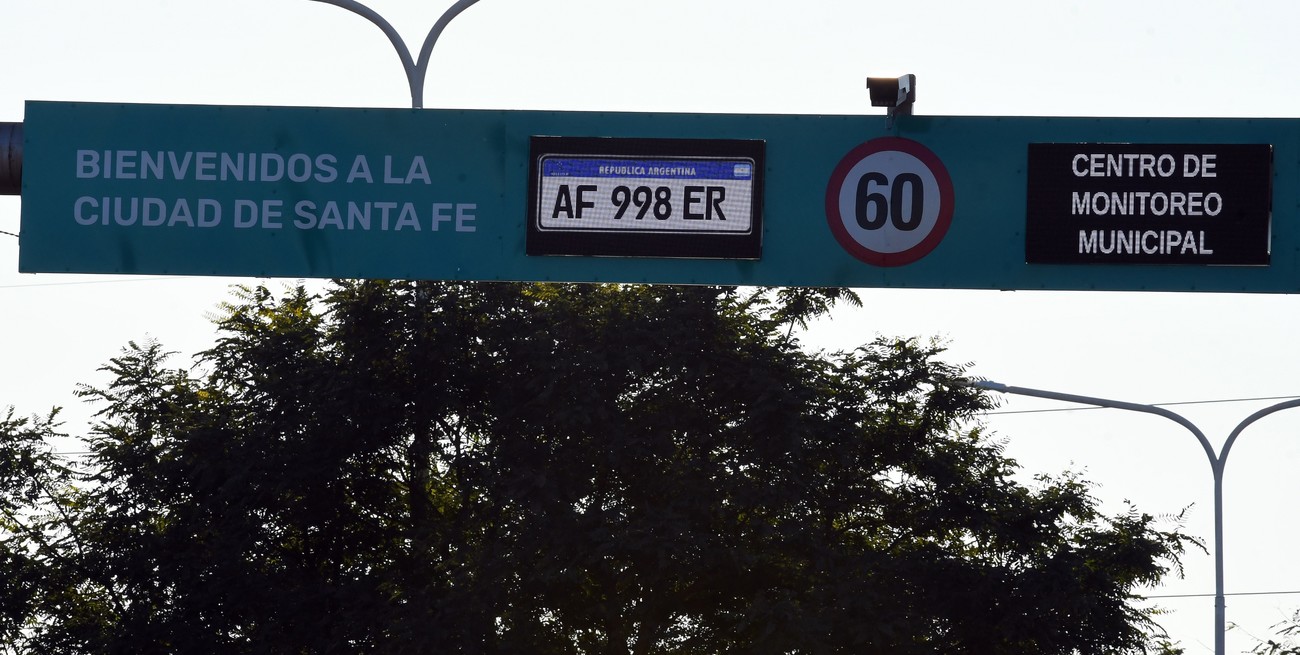 BIENVENIDOS A LA
CIUDAD DE SANTA FE
REPUBLICA ARGENTINA
AF 998 ER
60
CENTRO DE
MONITOREO
MUNICIPAL